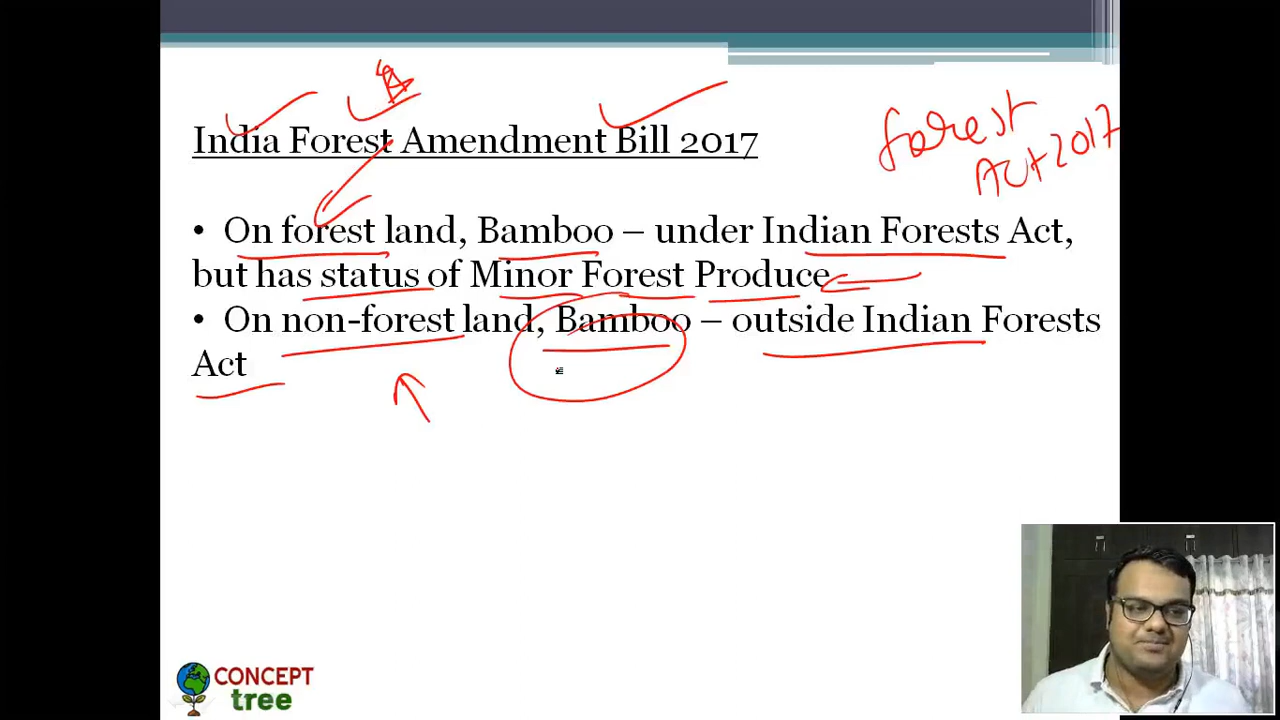 India Forest Amendment Bill 2017
Forest
Act 2017
• On forest land, Bamboo – under Indian Forests Act,
but has status of Minor Forest Produce
• On non-forest land, Bamboo – outside Indian Forests
Act
CONCEPT
tree